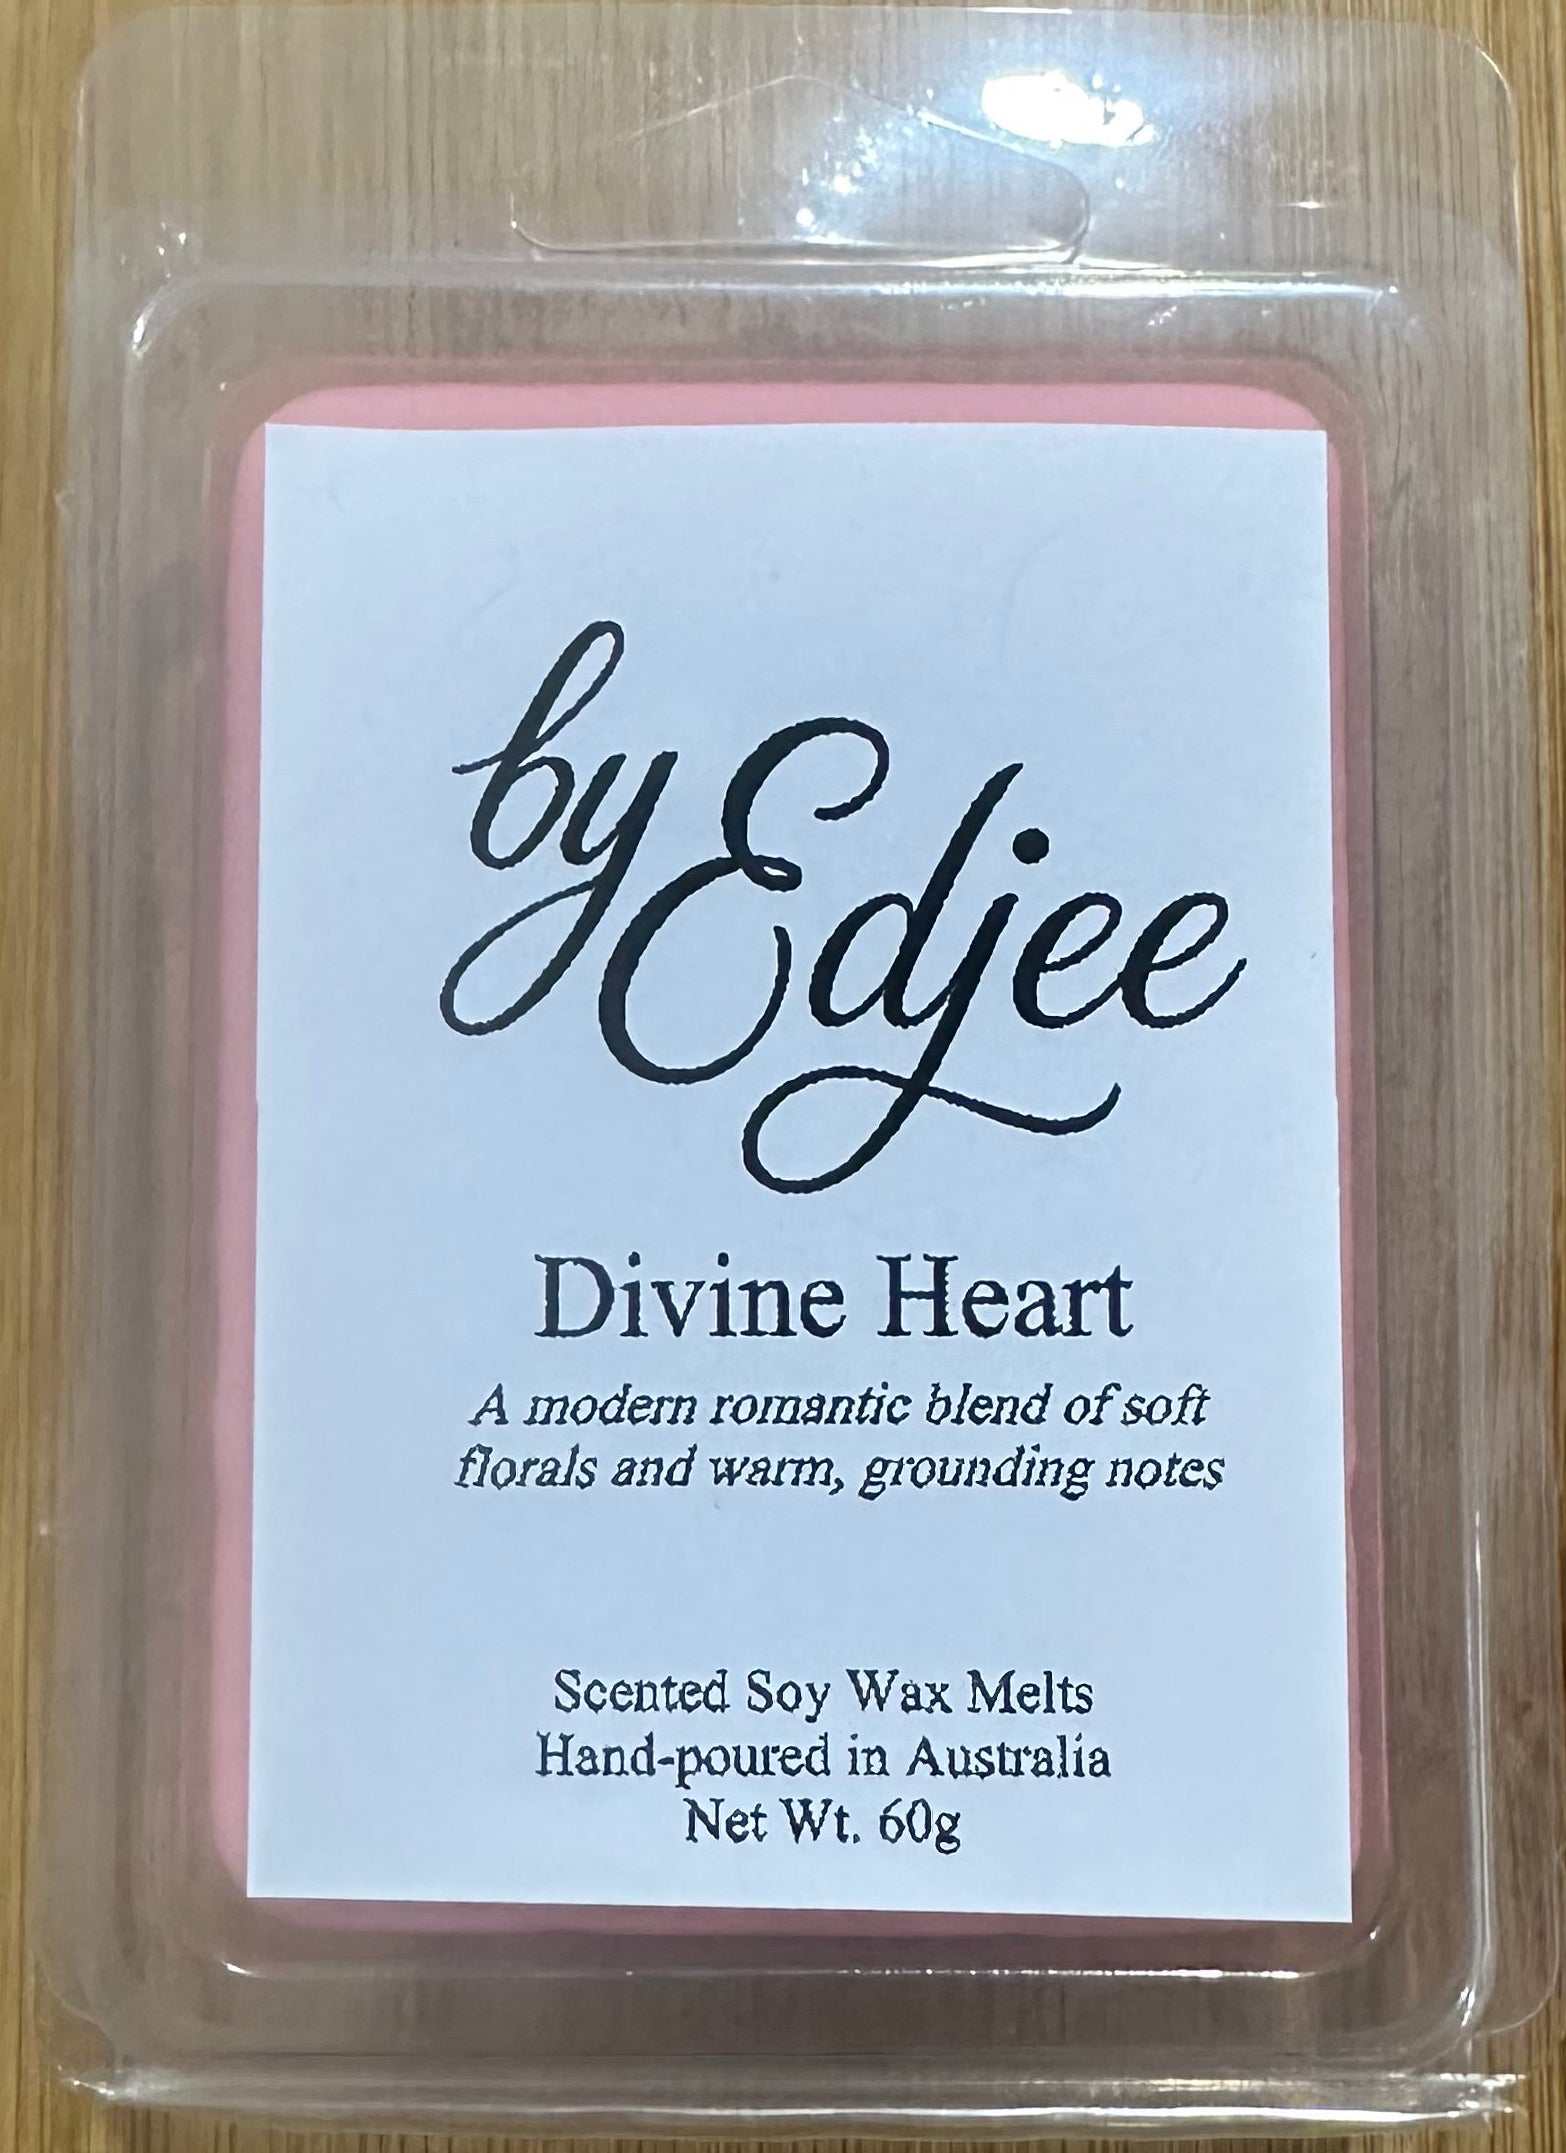 by Edjee
Divine Heart
A modern romantic blend of soft
florals and warm, grounding notes
Scented Soy Wax Melts
Hand-poured in Australia
Net Wt. 60g